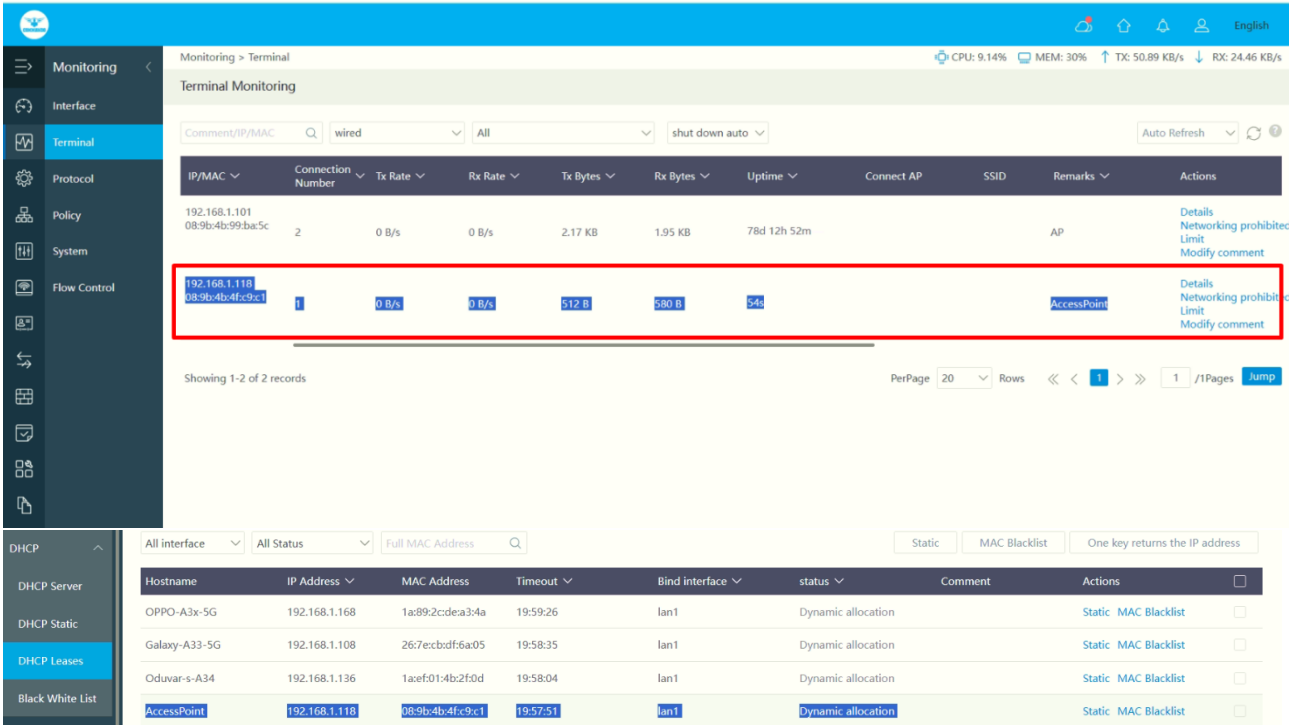 English
Monitoring
Interface
Terminal
Protocol
Policy
System
Flow Control
Monitoring > Terminal
CPU: 9.14% MEM: 30% TX: 50.89 KB/s RX: 24.46 KB/s
Terminal Monitoring
Comment/IP/MAC wired All shut down auto Auto Refresh
IP/MAC Connection Number Tx Rate Rx Rate Tx Bytes Rx Bytes Uptime Connect AP SSID Remarks Actions
192.168.1.101
08:9b:4b:99:ba:5c
2 0 B/s 0 B/s 2.17 KB 1.95 KB 78d 12h 52m AP
Details
Networking prohibited
Limit
Modify comment
192.168.1.118
08:9b:4b:4f:c9:c1
1 0 B/s 0 B/s 512 B 580 B 54s AccessPoint
Details
Networking prohibited
Limit
Modify comment
Showing 1-2 of 2 records PerPage 20 Rows 1 1 /1Pages Jump
DHCP
DHCP Server
DHCP Static
DHCP Leases
Black White List
All interface All Status Full MAC Address Static MAC Blacklist One key returns the IP address
Hostname IP Address MAC Address Timeout Bind interface status Comment Actions
OPPO-A3x-5G 192.168.1.168 1a:89:2c:de:a3:4a 19:59:26 lan1 Dynamic allocation Static MAC Blacklist
Galaxy-A33-5G 192.168.1.108 26:7e:cb:df:6a:05 19:58:35 lan1 Dynamic allocation Static MAC Blacklist
Oduvar-s-A34 192.168.1.136 1a:ef:01:4b:2f:0d 19:58:04 lan1 Dynamic allocation Static MAC Blacklist
AccessPoint 192.168.1.118 08:9b:4b:4f:c9:c1 19:57:51 lan1 Dynamic allocation Static MAC Blacklist